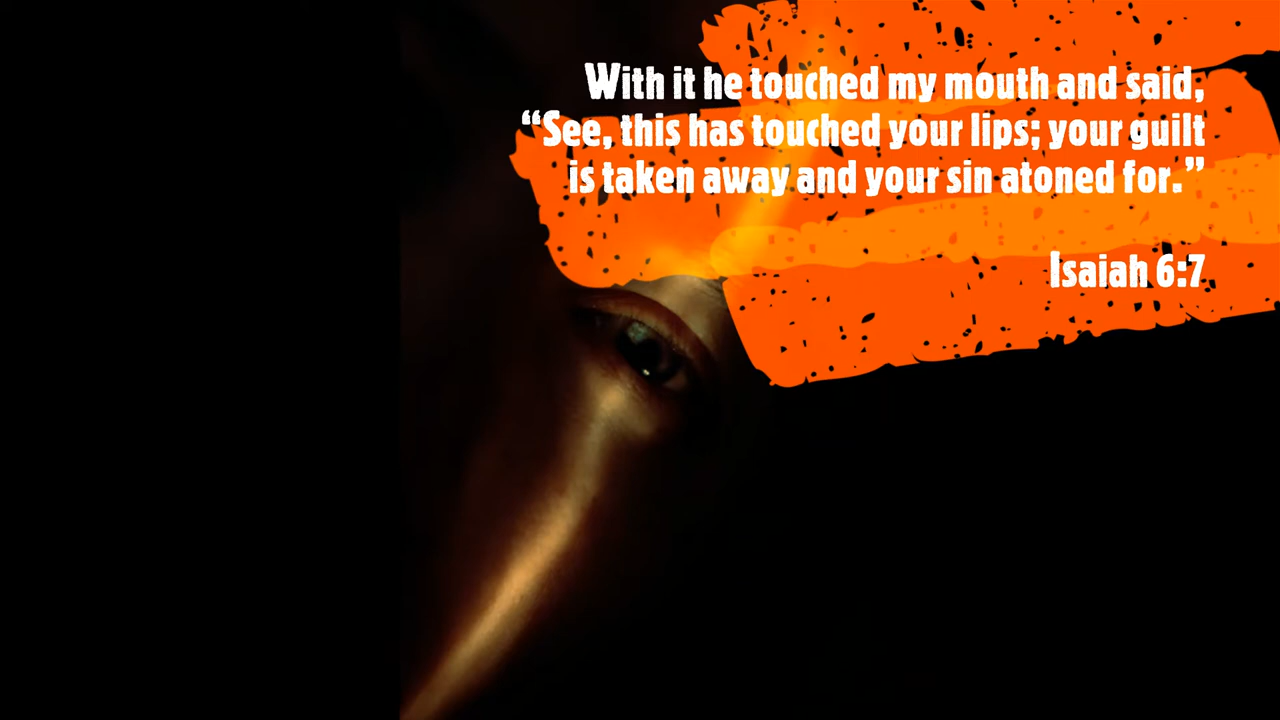 With it he touched my mouth and said,
“See, this has touched your lips; your guilt
is taken away and your sin atoned for.”
Isaiah 6:7